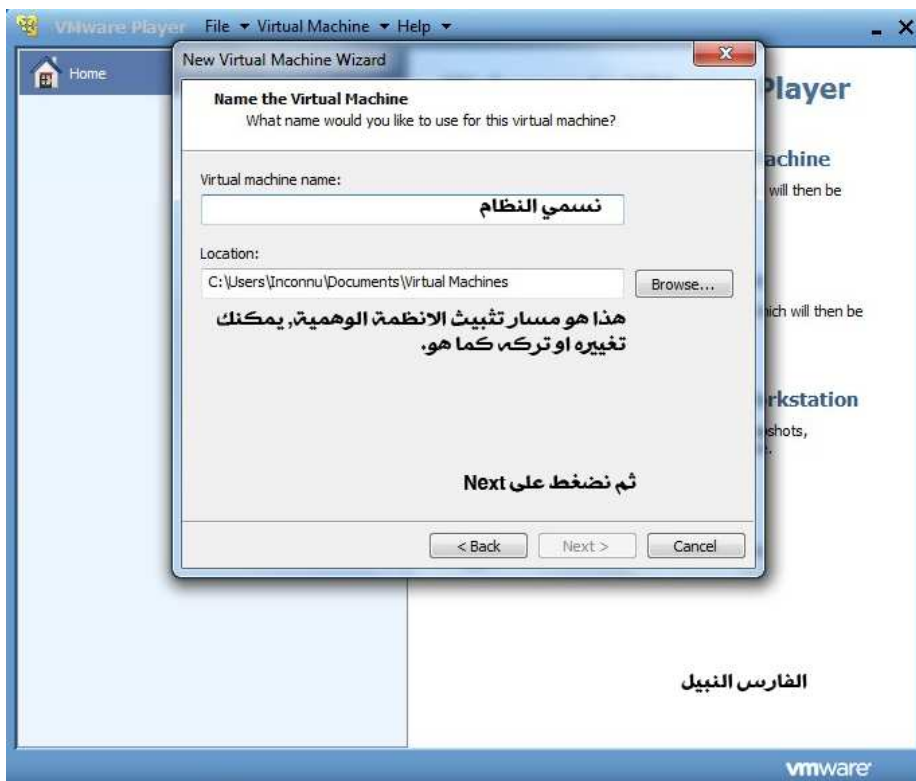 VMware Player File Virtual Machine Help
Home
New Virtual Machine Wizard
Player
Name the Virtual Machine
What name would you like to use for this virtual machine?
achine
will then be
Virtual machine name:
نسمي النظام
Location:
C:\Users\Inconnu\Documents\Virtual Machines
Browse...
ich will then be
هذا هو مسار تثبيث الانظمة الوهمية, يمكنك
تغييره او تركه كما هو.
rkstation
shots,
ثم نضغط على Next
< Back Next > Cancel
الفارس النبيل
vmware